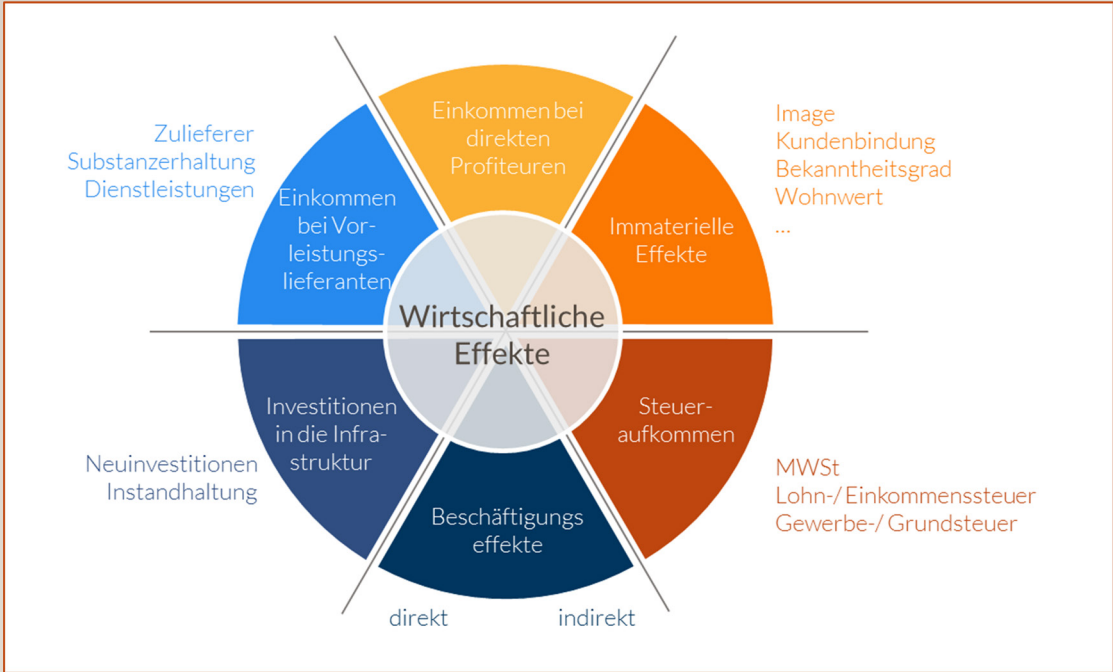 Einkommen bei
direkten
Profiteuren
Image
Kundenbindung
Bekanntheitsgrad
Wohnwert
...
Immaterielle
Effekte
Zulieferer
Substanzerhaltung
Dienstleistungen
Einkommen
bei Vor-
leistungs-
lieferanten
Wirtschaftliche
Effekte
Investitionen
in die Infra-
struktur
Neuinvestitionen
Instandhaltung
Steuer-
aufkommen
MWSt
Lohn-/ Einkommenssteuer
Gewerbe-/ Grundsteuer
Beschäftigungs
effekte
direkt
indirekt